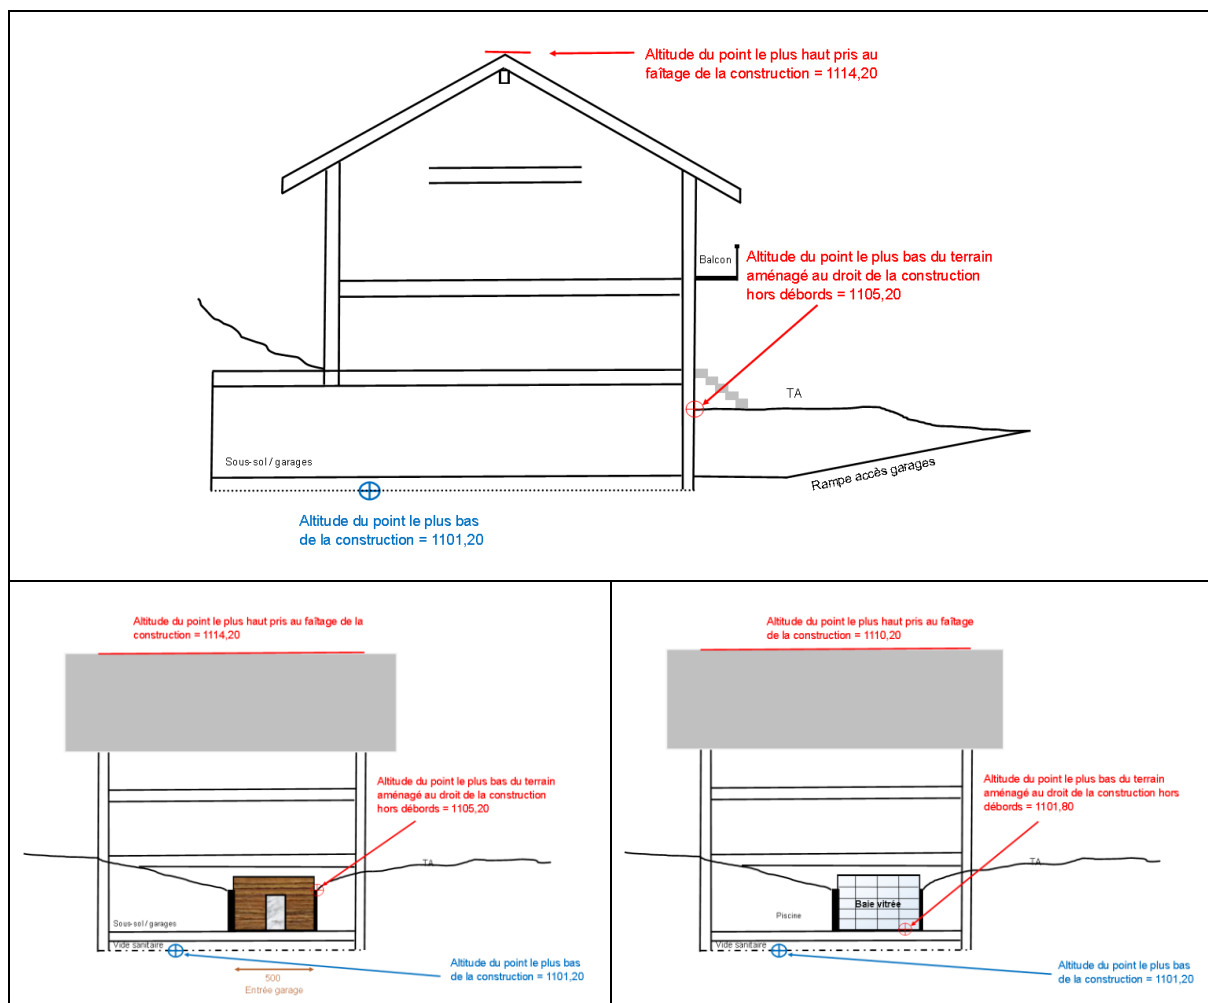 Altitude du point le plus haut pris au
faîtage de la construction = 1114,20
Balcon
Altitude du point le plus bas du terrain
aménagé au droit de la construction
hors débords = 1105,20
TA
Sous-sol / garages
Rampe accès garages
Altitude du point le plus bas
de la construction = 1101,20
Altitude du point le plus haut pris au faîtage de la
construction = 1114,20
Altitude du point le plus bas du terrain
aménagé au droit de la construction
hors débords = 1105,20
TA
Sous-sol / garages
Vide sanitaire
500
Entrée garage
Altitude du point le plus bas
de la construction = 1101,20
Altitude du point le plus haut pris au faîtage
de la construction = 1110,20
Altitude du point le plus bas du terrain
aménagé au droit de la construction hors
débords = 1101,80
TA
Baie vitrée
Piscine
Vide sanitaire
Altitude du point le plus bas
de la construction = 1101,20